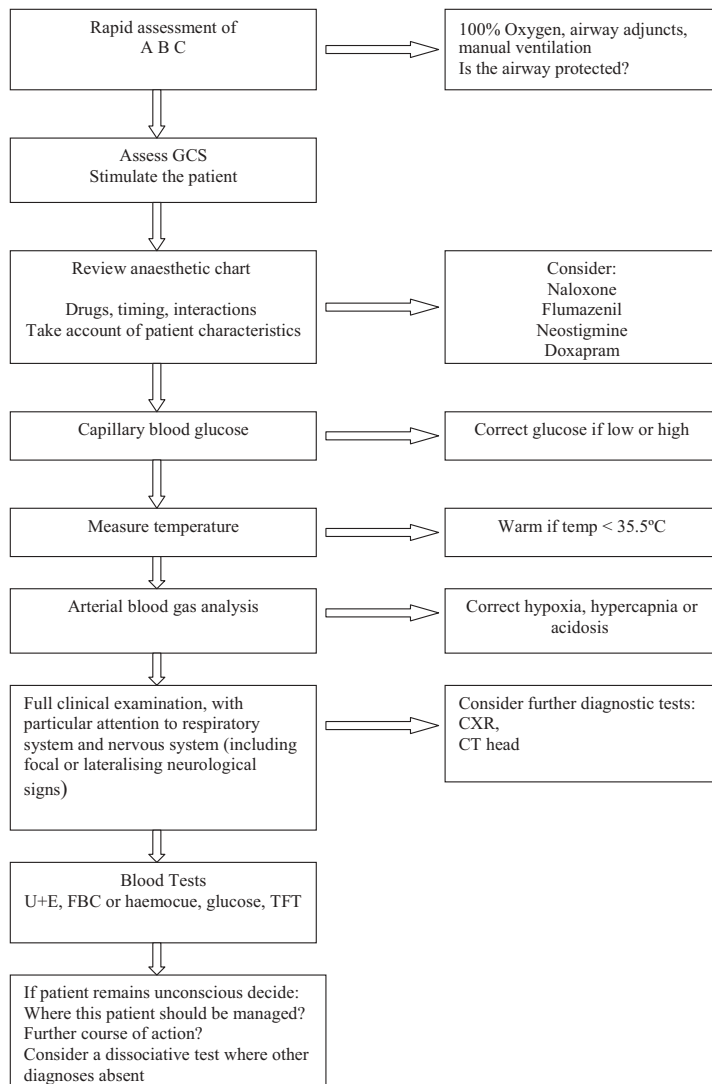 Rapid assessment of
A B C
100% Oxygen, airway adjuncts,
manual ventilation
Is the airway protected?
Assess GCS
Stimulate the patient
Review anaesthetic chart
Drugs, timing, interactions
Take account of patient characteristics
Consider:
Naloxone
Flumazenil
Neostigmine
Doxapram
Capillary blood glucose
Correct glucose if low or high
Measure temperature
Warm if temp < 35.5ºC
Arterial blood gas analysis
Correct hypoxia, hypercapnia or
acidosis
Full clinical examination, with
particular attention to respiratory
system and nervous system (including
focal or lateralising neurological
signs)
Consider further diagnostic tests:
CXR,
CT head
Blood Tests
U+E, FBC or haemocue, glucose, TFT
If patient remains unconscious decide:
Where this patient should be managed?
Further course of action?
Consider a dissociative test where other
diagnoses absent